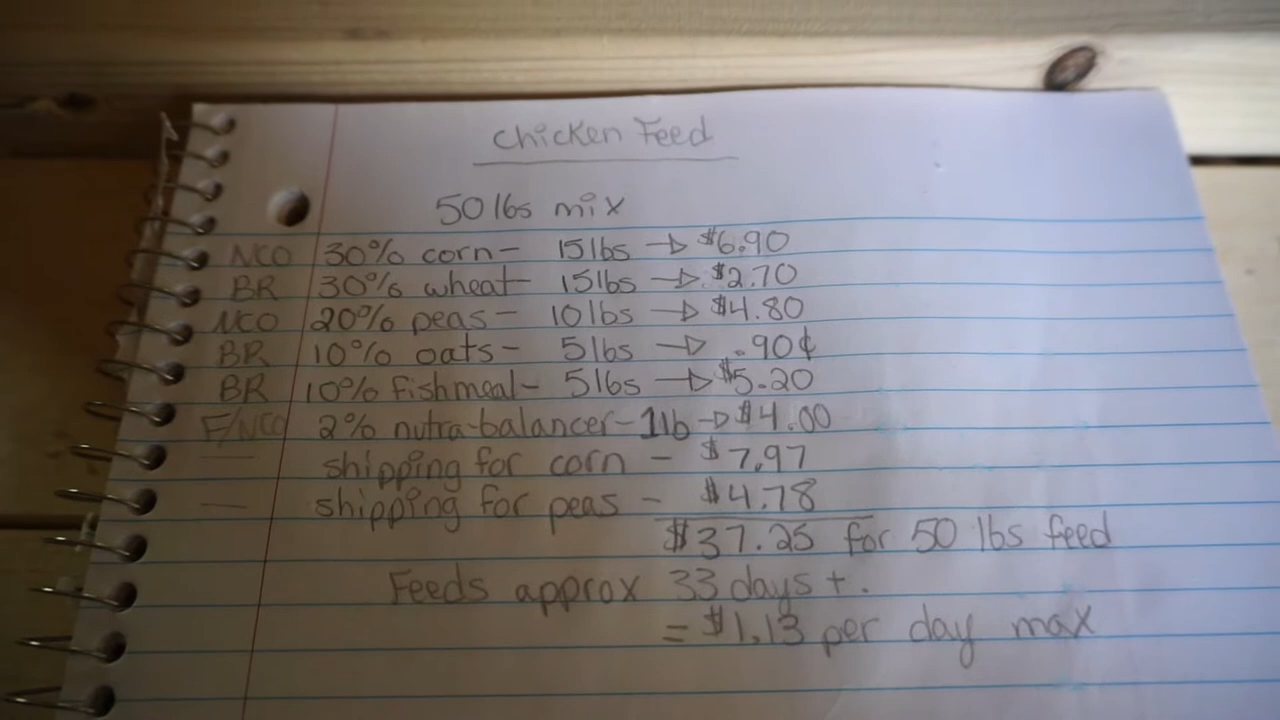 Chicken Feed
50 lbs mix
NCO 30% corn - 15lbs → $6.90
BR 30% wheat - 15lbs → $2.70
NCO 20% peas - 10lbs → $4.80
BR 10% oats - 5lbs → .90¢
BR 10% fishmeal - 5lbs → $5.20
F/NCO 2% nutra-balancer - 1lb → $4.00
— shipping for corn - $7.97
— shipping for peas - $4.78
$37.25 for 50 lbs feed
Feeds approx 33 days +.
= $1.13 per day max